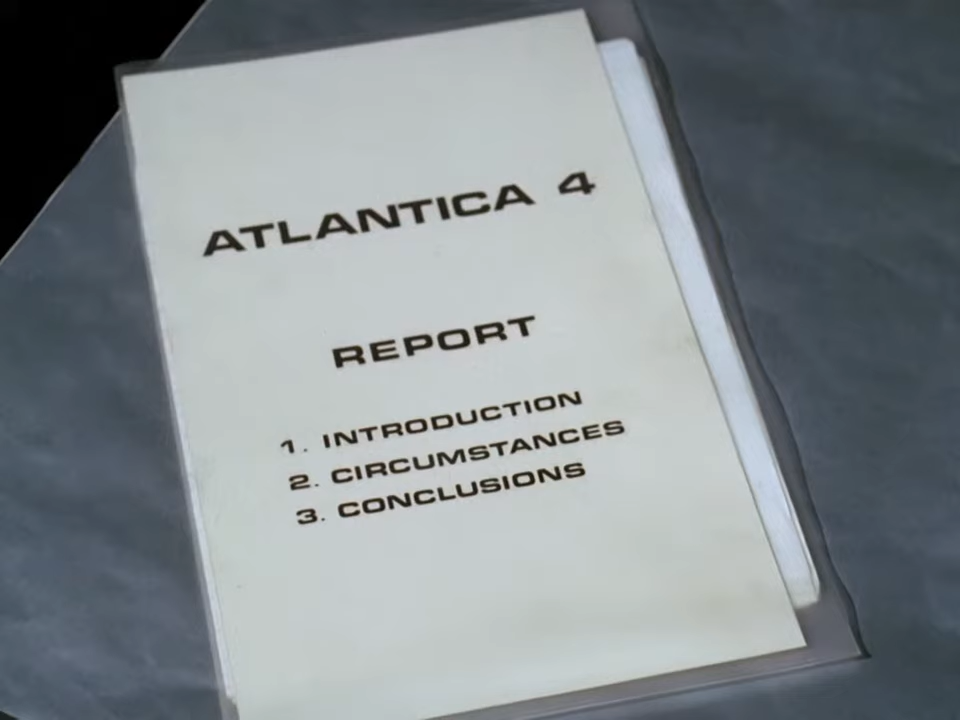 ATLANTICA 4
REPORT
1. INTRODUCTION
2. CIRCUMSTANCES
3. CONCLUSIONS